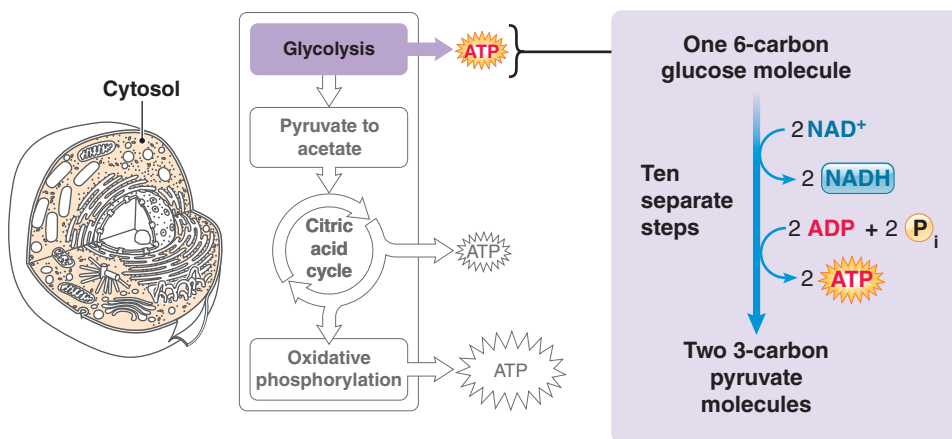 Cytosol
Glycolysis
ATP
Pyruvate to
acetate
Citric
acid
cycle
ATP
Oxidative
phosphorylation
ATP
One 6-carbon
glucose molecule
Ten
separate
steps
2 NAD⁺
2 NADH
2 ADP + 2 Pᵢ
2 ATP
Two 3-carbon
pyruvate
molecules